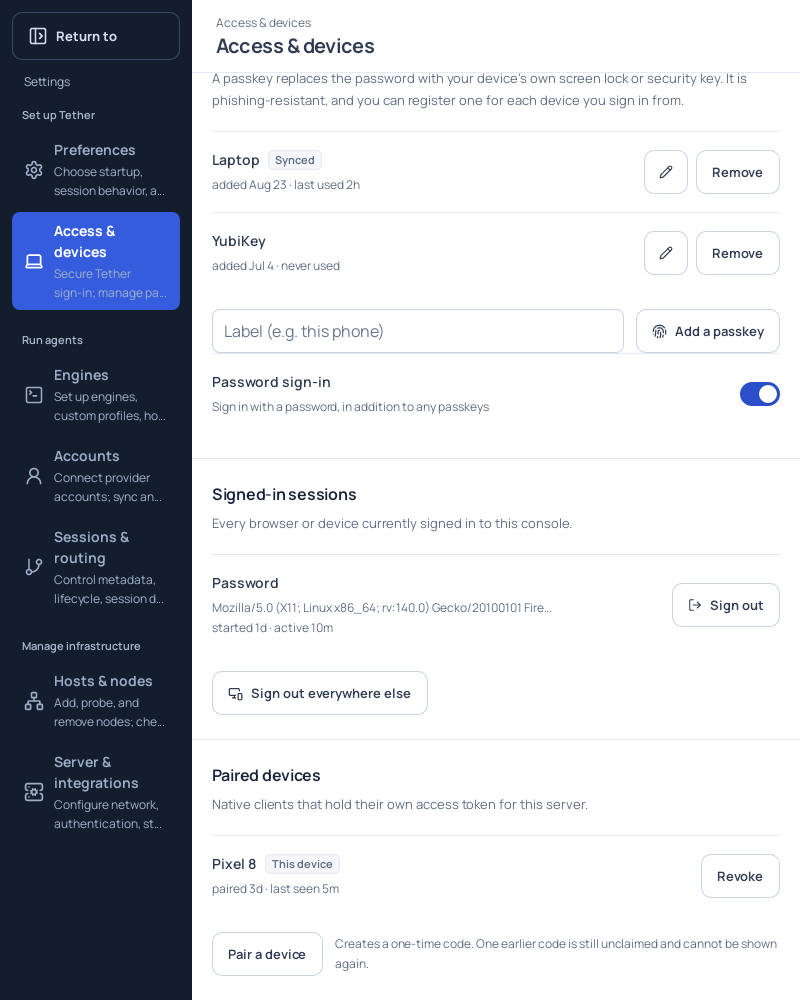 Return to
Settings
Set up Tether
Preferences
Choose startup,
session behavior, a...
Access &
devices
Secure Tether
sign-in; manage pa...
Run agents
Engines
Set up engines,
custom profiles, ho...
Accounts
Connect provider
accounts; sync an...
Sessions &
routing
Control metadata,
lifecycle, session d...
Manage infrastructure
Hosts & nodes
Add, probe, and
remove nodes; che...
Server &
integrations
Configure network,
authentication, st...
Access & devices
Access & devices
A passkey replaces the password with your device's own screen lock or security key. It is
phishing-resistant, and you can register one for each device you sign in from.
Laptop Synced
added Aug 23 · last used 2h
Remove
YubiKey
added Jul 4 · never used
Remove
Label (e.g. this phone)
Add a passkey
Password sign-in
Sign in with a password, in addition to any passkeys
Signed-in sessions
Every browser or device currently signed in to this console.
Password
Mozilla/5.0 (X11; Linux x86_64; rv:140.0) Gecko/20100101 Fire...
started 1d · active 10m
Sign out
Sign out everywhere else
Paired devices
Native clients that hold their own access token for this server.
Pixel 8 This device
paired 3d · last seen 5m
Revoke
Pair a device
Creates a one-time code. One earlier code is still unclaimed and cannot be shown
again.